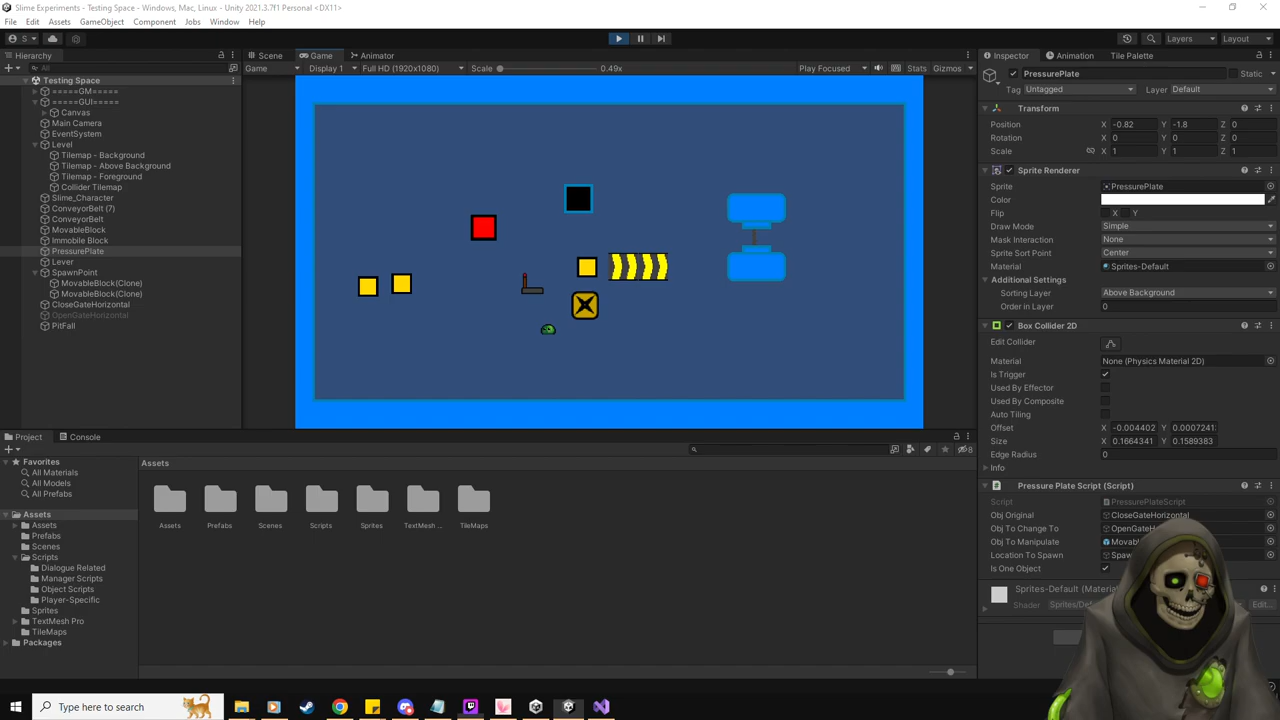 Slime Experiments - Testing Space - Windows, Mac, Linux - Unity 2021.3.7f1 Personal <DX11>
File Edit Assets GameObject Component Jobs Window Help
S Layers Layout
Hierarchy Scene Game Animator Inspector Animation Tile Palette
All Game Display 1 Full HD (1920x1080) Scale 0.49x Play Focused Stats Gizmos
PressurePlate Static
Tag Untagged Layer Default
Testing Space
=====GM=====
=====GUI=====
Canvas
Main Camera
EventSystem
Level
Tilemap - Background
Tilemap - Above Background
Tilemap - Foreground
Collider Tilemap
Slime_Character
ConveyorBelt (7)
ConveyorBelt
MovableBlock
Immobile Block
PressurePlate
Lever
SpawnPoint
MovableBlock(Clone)
MovableBlock(Clone)
CloseGateHorizontal
OpenGateHorizontal
PitFall
Transform
Position X -0.82 Y -1.8 Z 0
Rotation X 0 Y 0 Z 0
Scale X 1 Y 1 Z 1
Sprite Renderer
Sprite PressurePlate
Color
Flip X Y
Draw Mode Simple
Mask Interaction None
Sprite Sort Point Center
Material Sprites-Default
Additional Settings
Sorting Layer Above Background
Order in Layer 0
Box Collider 2D
Edit Collider
Material None (Physics Material 2D)
Is Trigger
Used By Effector
Used By Composite
Auto Tiling
Offset X -0.004402 Y 0.0007241
Size X 0.1664341 Y 0.1589383
Edge Radius 0
Info
Pressure Plate Script (Script)
Script PressurePlateScript
Obj Original CloseGateHorizontal
Obj To Change To OpenGateH
Obj To Manipulate Movab
Location To Spawn Spaw
Is One Object
Sprites-Default (Materia
Shader Sprites/Def Edit...
Project Console
8
Favorites
All Materials
All Models
All Prefabs
Assets
Assets
Prefabs
Scenes
Scripts
Dialogue Related
Manager Scripts
Object Scripts
Player-Specific
Sprites
TextMesh Pro
TileMaps
Packages
Assets
Assets Prefabs Scenes Scripts Sprites TextMesh ... TileMaps
Type here to search